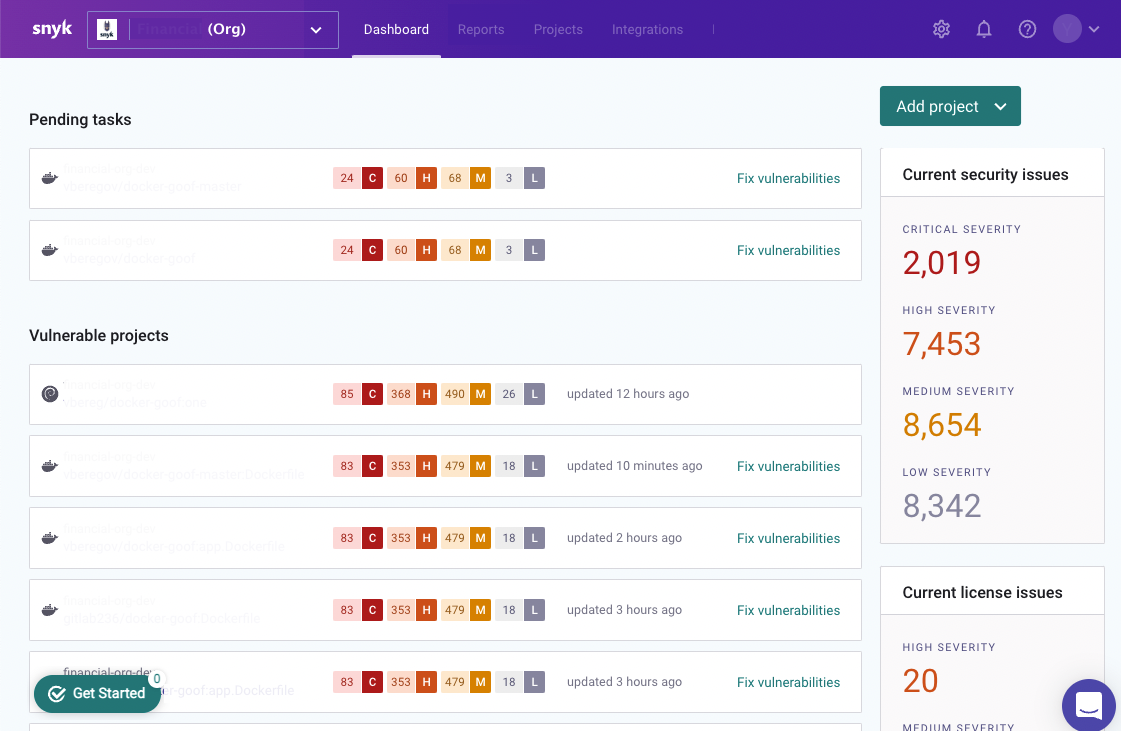 snyk
snyk
Financial (Org)
Dashboard
Reports
Projects
Integrations
Add project
Pending tasks
financial-org-dev
vheregov/docker-goof-master
24 C 60 H 68 M 3 L
Fix vulnerabilities
financial-org-dev
vheregov/docker-goof
24 C 60 H 68 M 3 L
Fix vulnerabilities
Vulnerable projects
financial-org-dev
vhereg/docker-goof:one
85 C 368 H 490 M 26 L
updated 12 hours ago
financial-org-dev
vheregov/docker-goof-master:Dockerfile
83 C 353 H 479 M 18 L
updated 10 minutes ago
Fix vulnerabilities
financial-org-dev
vheregov/docker-goof:app.Dockerfile
83 C 353 H 479 M 18 L
updated 2 hours ago
Fix vulnerabilities
financial-org-dev
gitlab236/docker-goof:Dockerfile
83 C 353 H 479 M 18 L
updated 3 hours ago
Fix vulnerabilities
financial-org-dev
er-goof:app.Dockerfile
83 C 353 H 479 M 18 L
updated 3 hours ago
Fix vulnerabilities
Get Started
0
Current security issues
CRITICAL SEVERITY
2,019
HIGH SEVERITY
7,453
MEDIUM SEVERITY
8,654
LOW SEVERITY
8,342
Current license issues
HIGH SEVERITY
20
MEDIUM SEVERITY